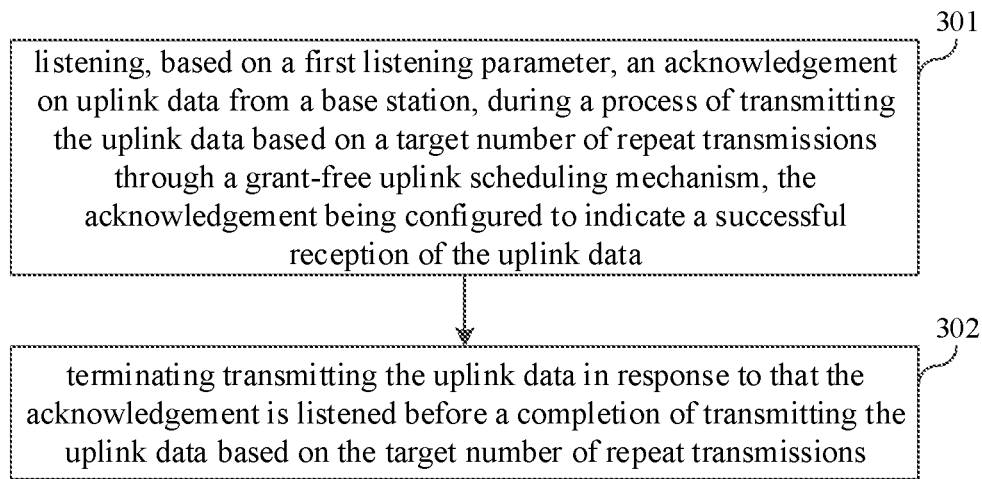 301
listening, based on a first listening parameter, an acknowledgement
on uplink data from a base station, during a process of transmitting
the uplink data based on a target number of repeat transmissions
through a grant-free uplink scheduling mechanism, the
acknowledgement being configured to indicate a successful
reception of the uplink data
302
terminating transmitting the uplink data in response to that the
acknowledgement is listened before a completion of transmitting the
uplink data based on the target number of repeat transmissions